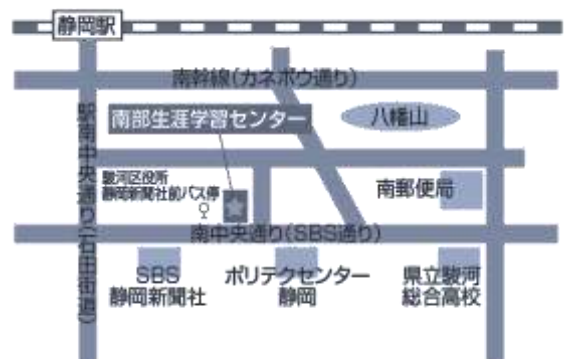 静岡駅
南幹線(カネボウ通り)
南部生涯学習センター
八幡山
駅南中央通り(石田街道)
駿河区役所
静岡新聞社前バス停
南郵便局
南中央通り(SBS通り)
SBS
静岡新聞社
ポリテクセンター
静岡
県立駿河
総合高校